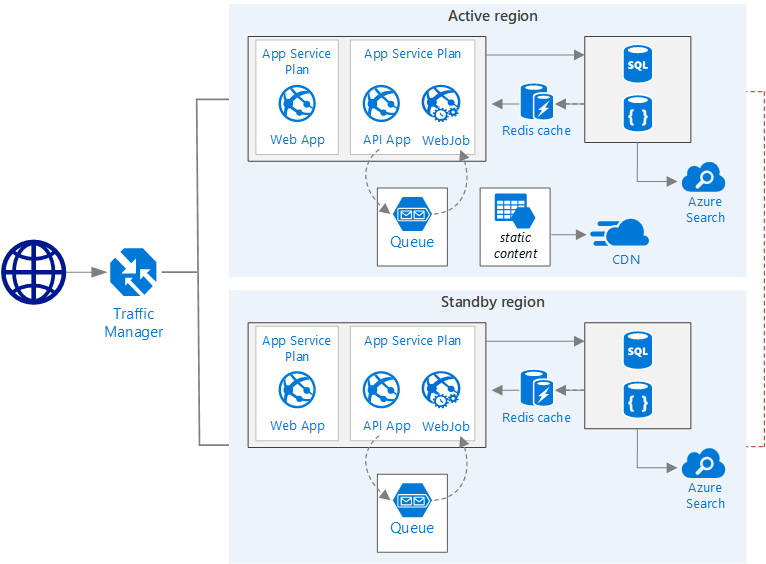 Active region
App Service
Plan
Web App
App Service Plan
API App
WebJob
Redis cache
SQL
{ }
Azure
Search
Queue
static
content
CDN
Traffic
Manager
Standby region
App Service
Plan
Web App
App Service Plan
API App
WebJob
Redis cache
SQL
{ }
Azure
Search
Queue